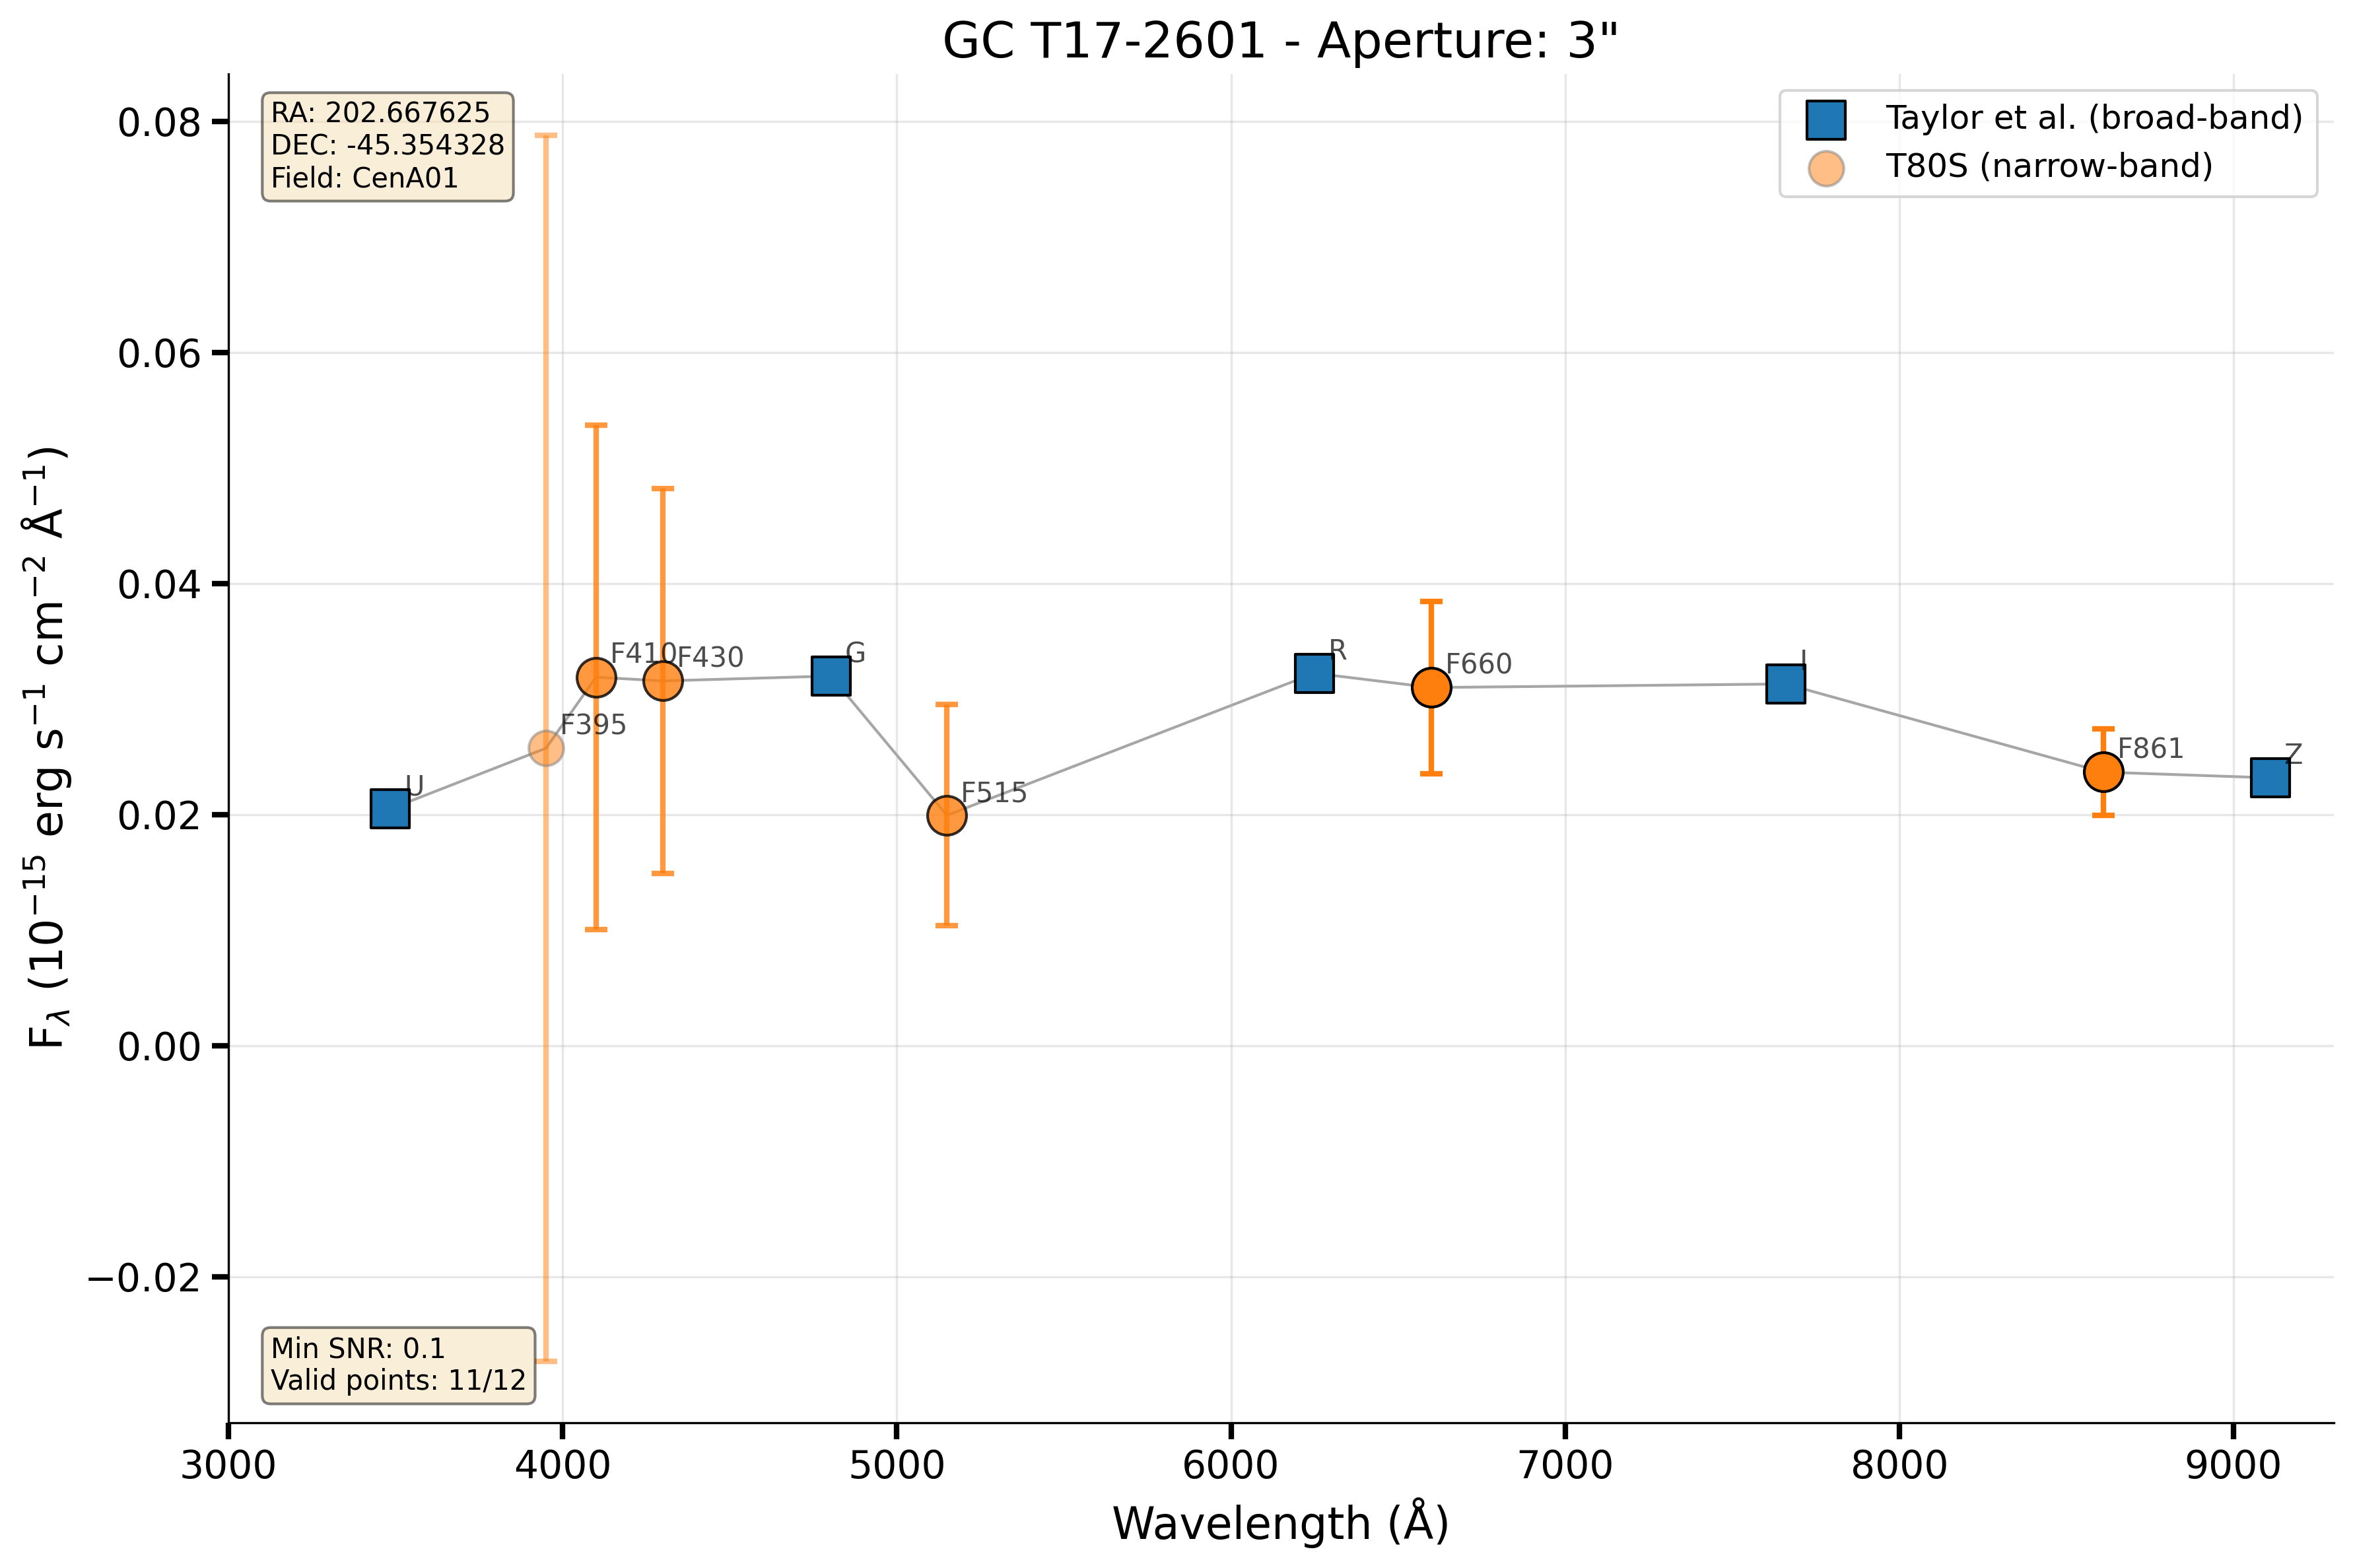 GC T17-2601 - Aperture: 3"
RA: 202.667625
DEC: -45.354328
Field: CenA01
Taylor et al. (broad-band)
T80S (narrow-band)
0.08
0.06
0.04
0.02
0.00
−0.02
F_λ (10⁻¹⁵ erg s⁻¹ cm⁻² Å⁻¹)
U
F395
F410
F430
G
F515
R
F660
I
F861
Z
Min SNR: 0.1
Valid points: 11/12
3000
4000
5000
6000
7000
8000
9000
Wavelength (Å)